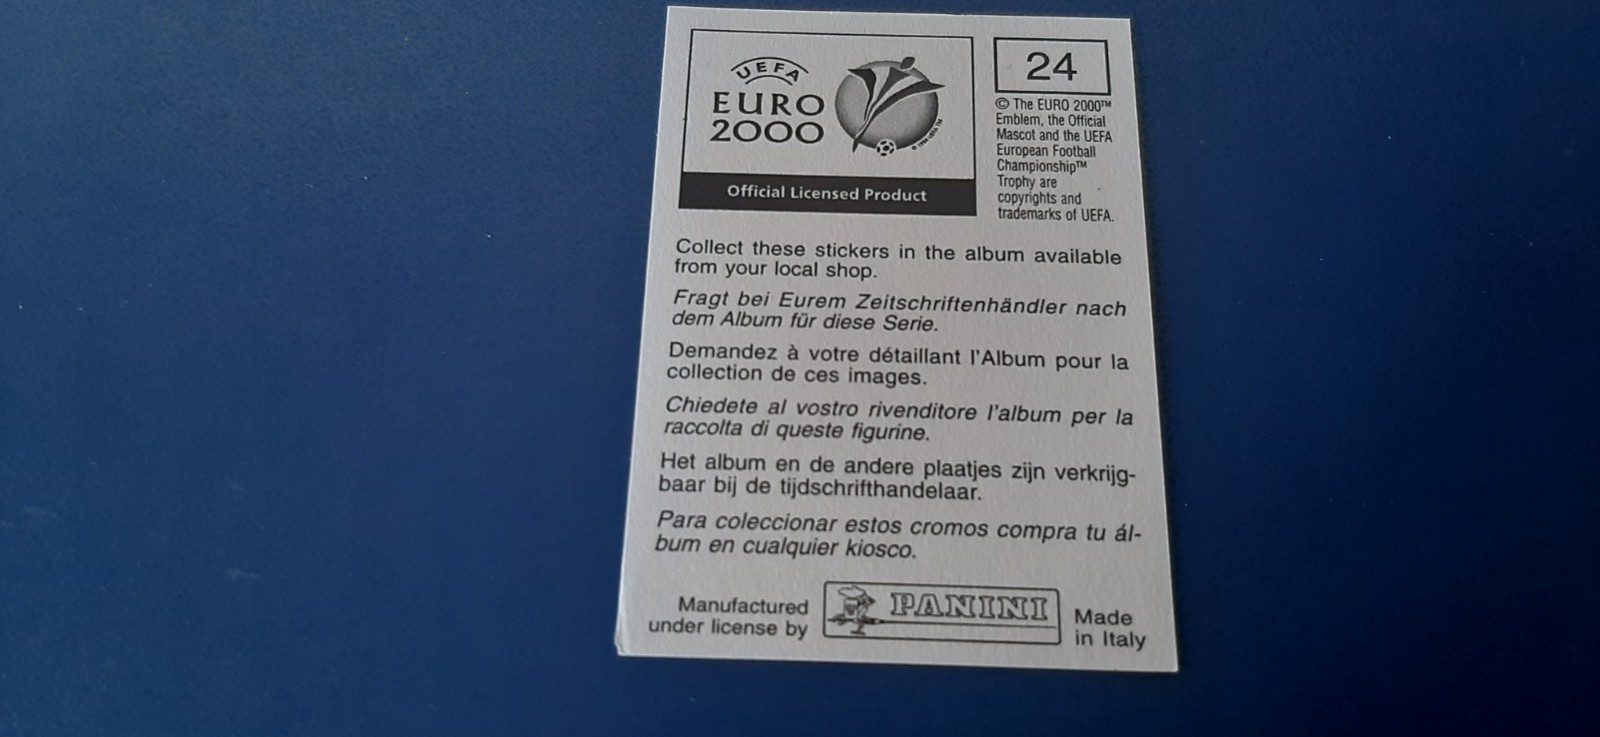 UEFA
EURO
2000
Official Licensed Product
24
© The EURO 2000™
Emblem, the Official
Mascot and the UEFA
European Football
Championship™
Trophy are
copyrights and
trademarks of UEFA.
Collect these stickers in the album available
from your local shop.
Fragt bei Eurem Zeitschriftenhändler nach
dem Album für diese Serie.
Demandez à votre détaillant l'Album pour la
collection de ces images.
Chiedete al vostro rivenditore l'album per la
raccolta di queste figurine.
Het album en de andere plaatjes zijn verkrijg-
baar bij de tijdschrifthandelaar.
Para coleccionar estos cromos compra tu ál-
bum en cualquier kiosco.
Manufactured
under license by
PANINI
Made
in Italy